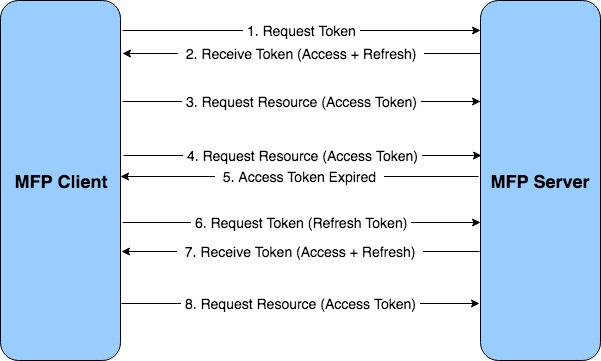 1. Request Token
2. Receive Token (Access + Refresh)
3. Request Resource (Access Token)
4. Request Resource (Access Token)
MFP Client
5. Access Token Expired
MFP Server
6. Request Token (Refresh Token)
7. Receive Token (Access + Refresh)
8. Request Resource (Access Token)